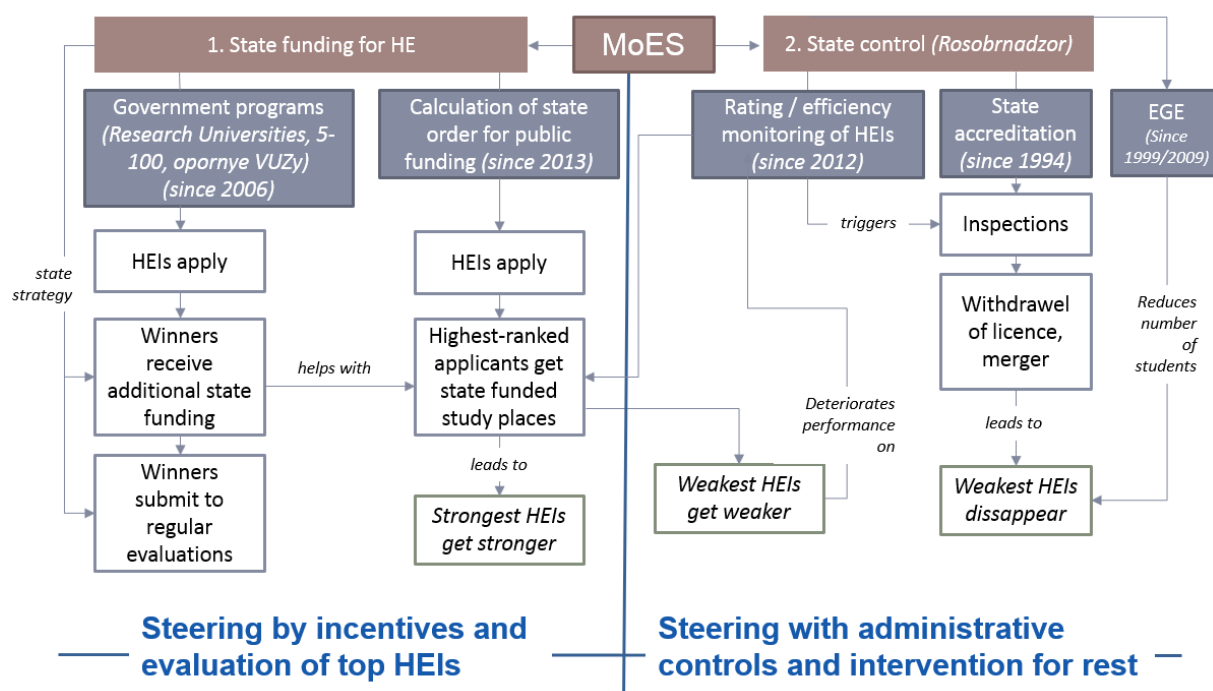 1. State funding for HE
MoES
2. State control (Rosobrnadzor)
Government programs
(Research Universities, 5-
100, opornye VUZy)
(since 2006)
Calculation of state
order for public
funding (since 2013)
Rating / efficiency
monitoring of HEIs
(since 2012)
State
accreditation
(since 1994)
EGE
(Since
1999/2009)
state
strategy
HEIs apply
HEIs apply
triggers
Inspections
Winners
receive
additional state
funding
helps with
Highest-ranked
applicants get
state funded
study places
Withdrawel
of licence,
merger
Reduces
number
of
students
Deteriorates
performance
on
leads to
leads to
Winners
submit to
regular
evaluations
Strongest HEIs
get stronger
Weakest HEIs
get weaker
Weakest HEIs
dissappear
Steering by incentives and
evaluation of top HEIs
Steering with administrative
controls and intervention for rest